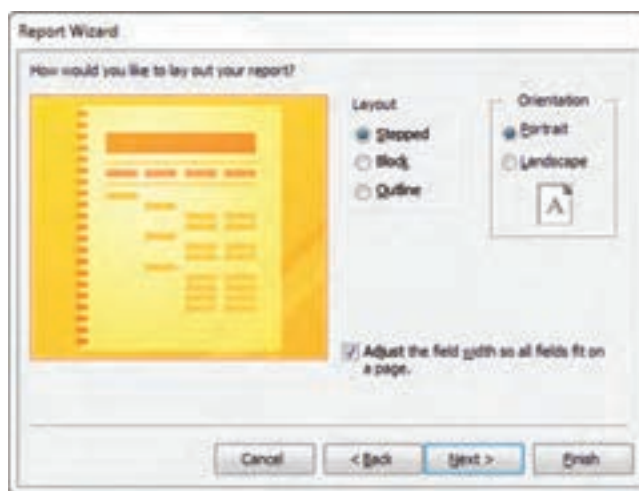 Report Wizard
How would you like to lay out your report?
Layout
Stepped
Block
Outline
Orientation
Portrait
Landscape
A
Adjust the field width so all fields fit on
a page.
Cancel
< Back
Next >
Finish